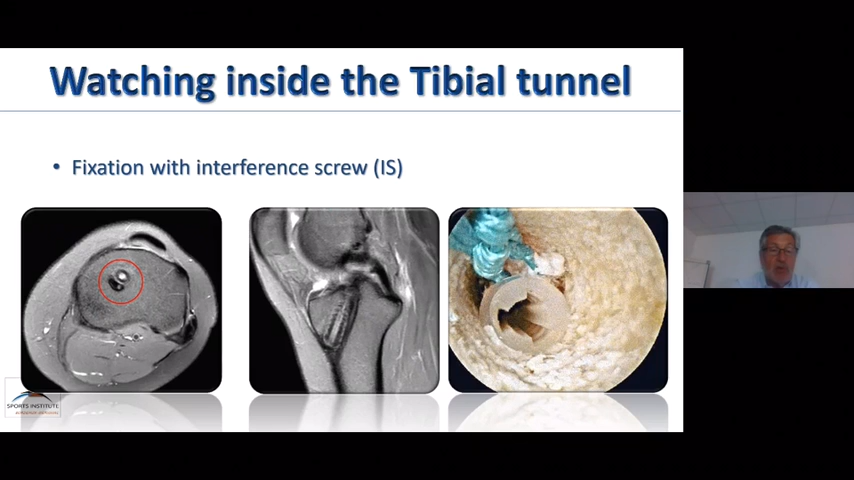 Watching inside the Tibial tunnel
• Fixation with interference screw (IS)
SPORTS INSTITUTE